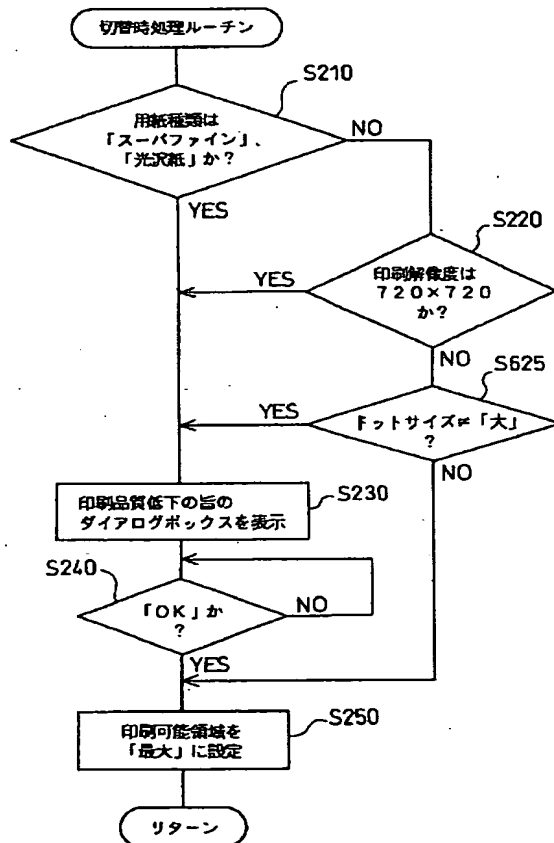 切替時処理ルーチン
S210
用紙種類は
「スーパファイン」、
「光沢紙」か?
NO
YES
S220
印刷解像度は
720×720
か?
YES
NO
S625
ドットサイズ≠「大」
?
YES
NO
S230
印刷品質低下の旨の
ダイアログボックスを表示
S240
「OK」か
?
NO
YES
S250
印刷可能領域を
「最大」に設定
リターン